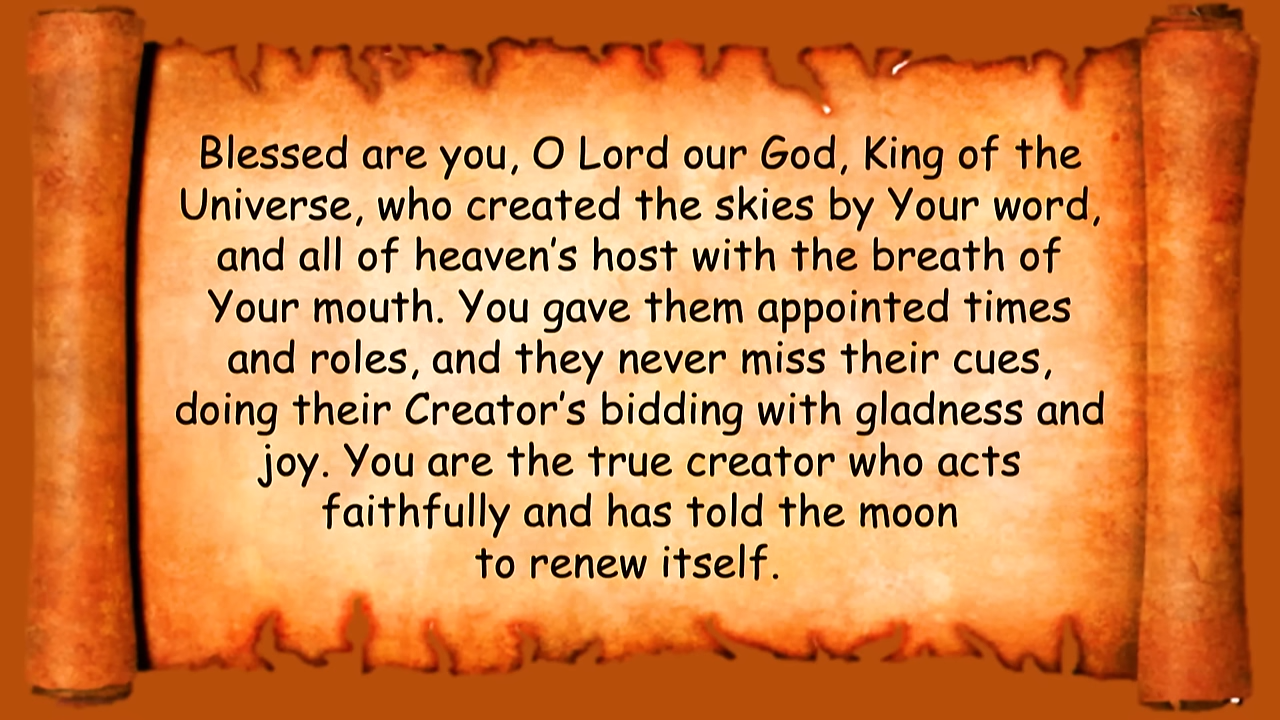 Blessed are you, O Lord our God, King of the
Universe, who created the skies by Your word,
and all of heaven’s host with the breath of
Your mouth. You gave them appointed times
and roles, and they never miss their cues,
doing their Creator’s bidding with gladness and
joy. You are the true creator who acts
faithfully and has told the moon
to renew itself.